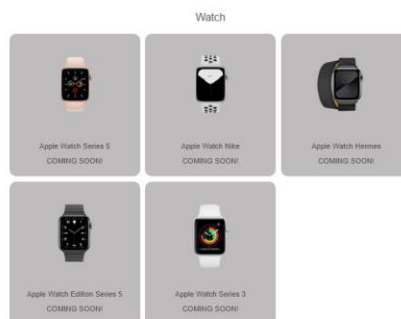 Watch
Apple Watch Series 5
COMING SOON!
Apple Watch Nike
COMING SOON!
Apple Watch Hermes
COMING SOON!
Apple Watch Edition Series 5
COMING SOON!
Apple Watch Series 3
COMING SOON!